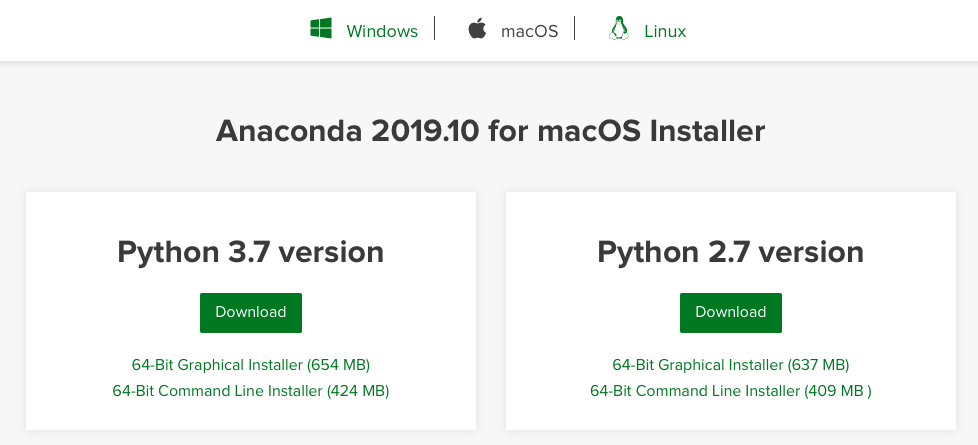 Windows macOS Linux
Anaconda 2019.10 for macOS Installer
Python 3.7 version
Download
64-Bit Graphical Installer (654 MB)
64-Bit Command Line Installer (424 MB)
Python 2.7 version
Download
64-Bit Graphical Installer (637 MB)
64-Bit Command Line Installer (409 MB )